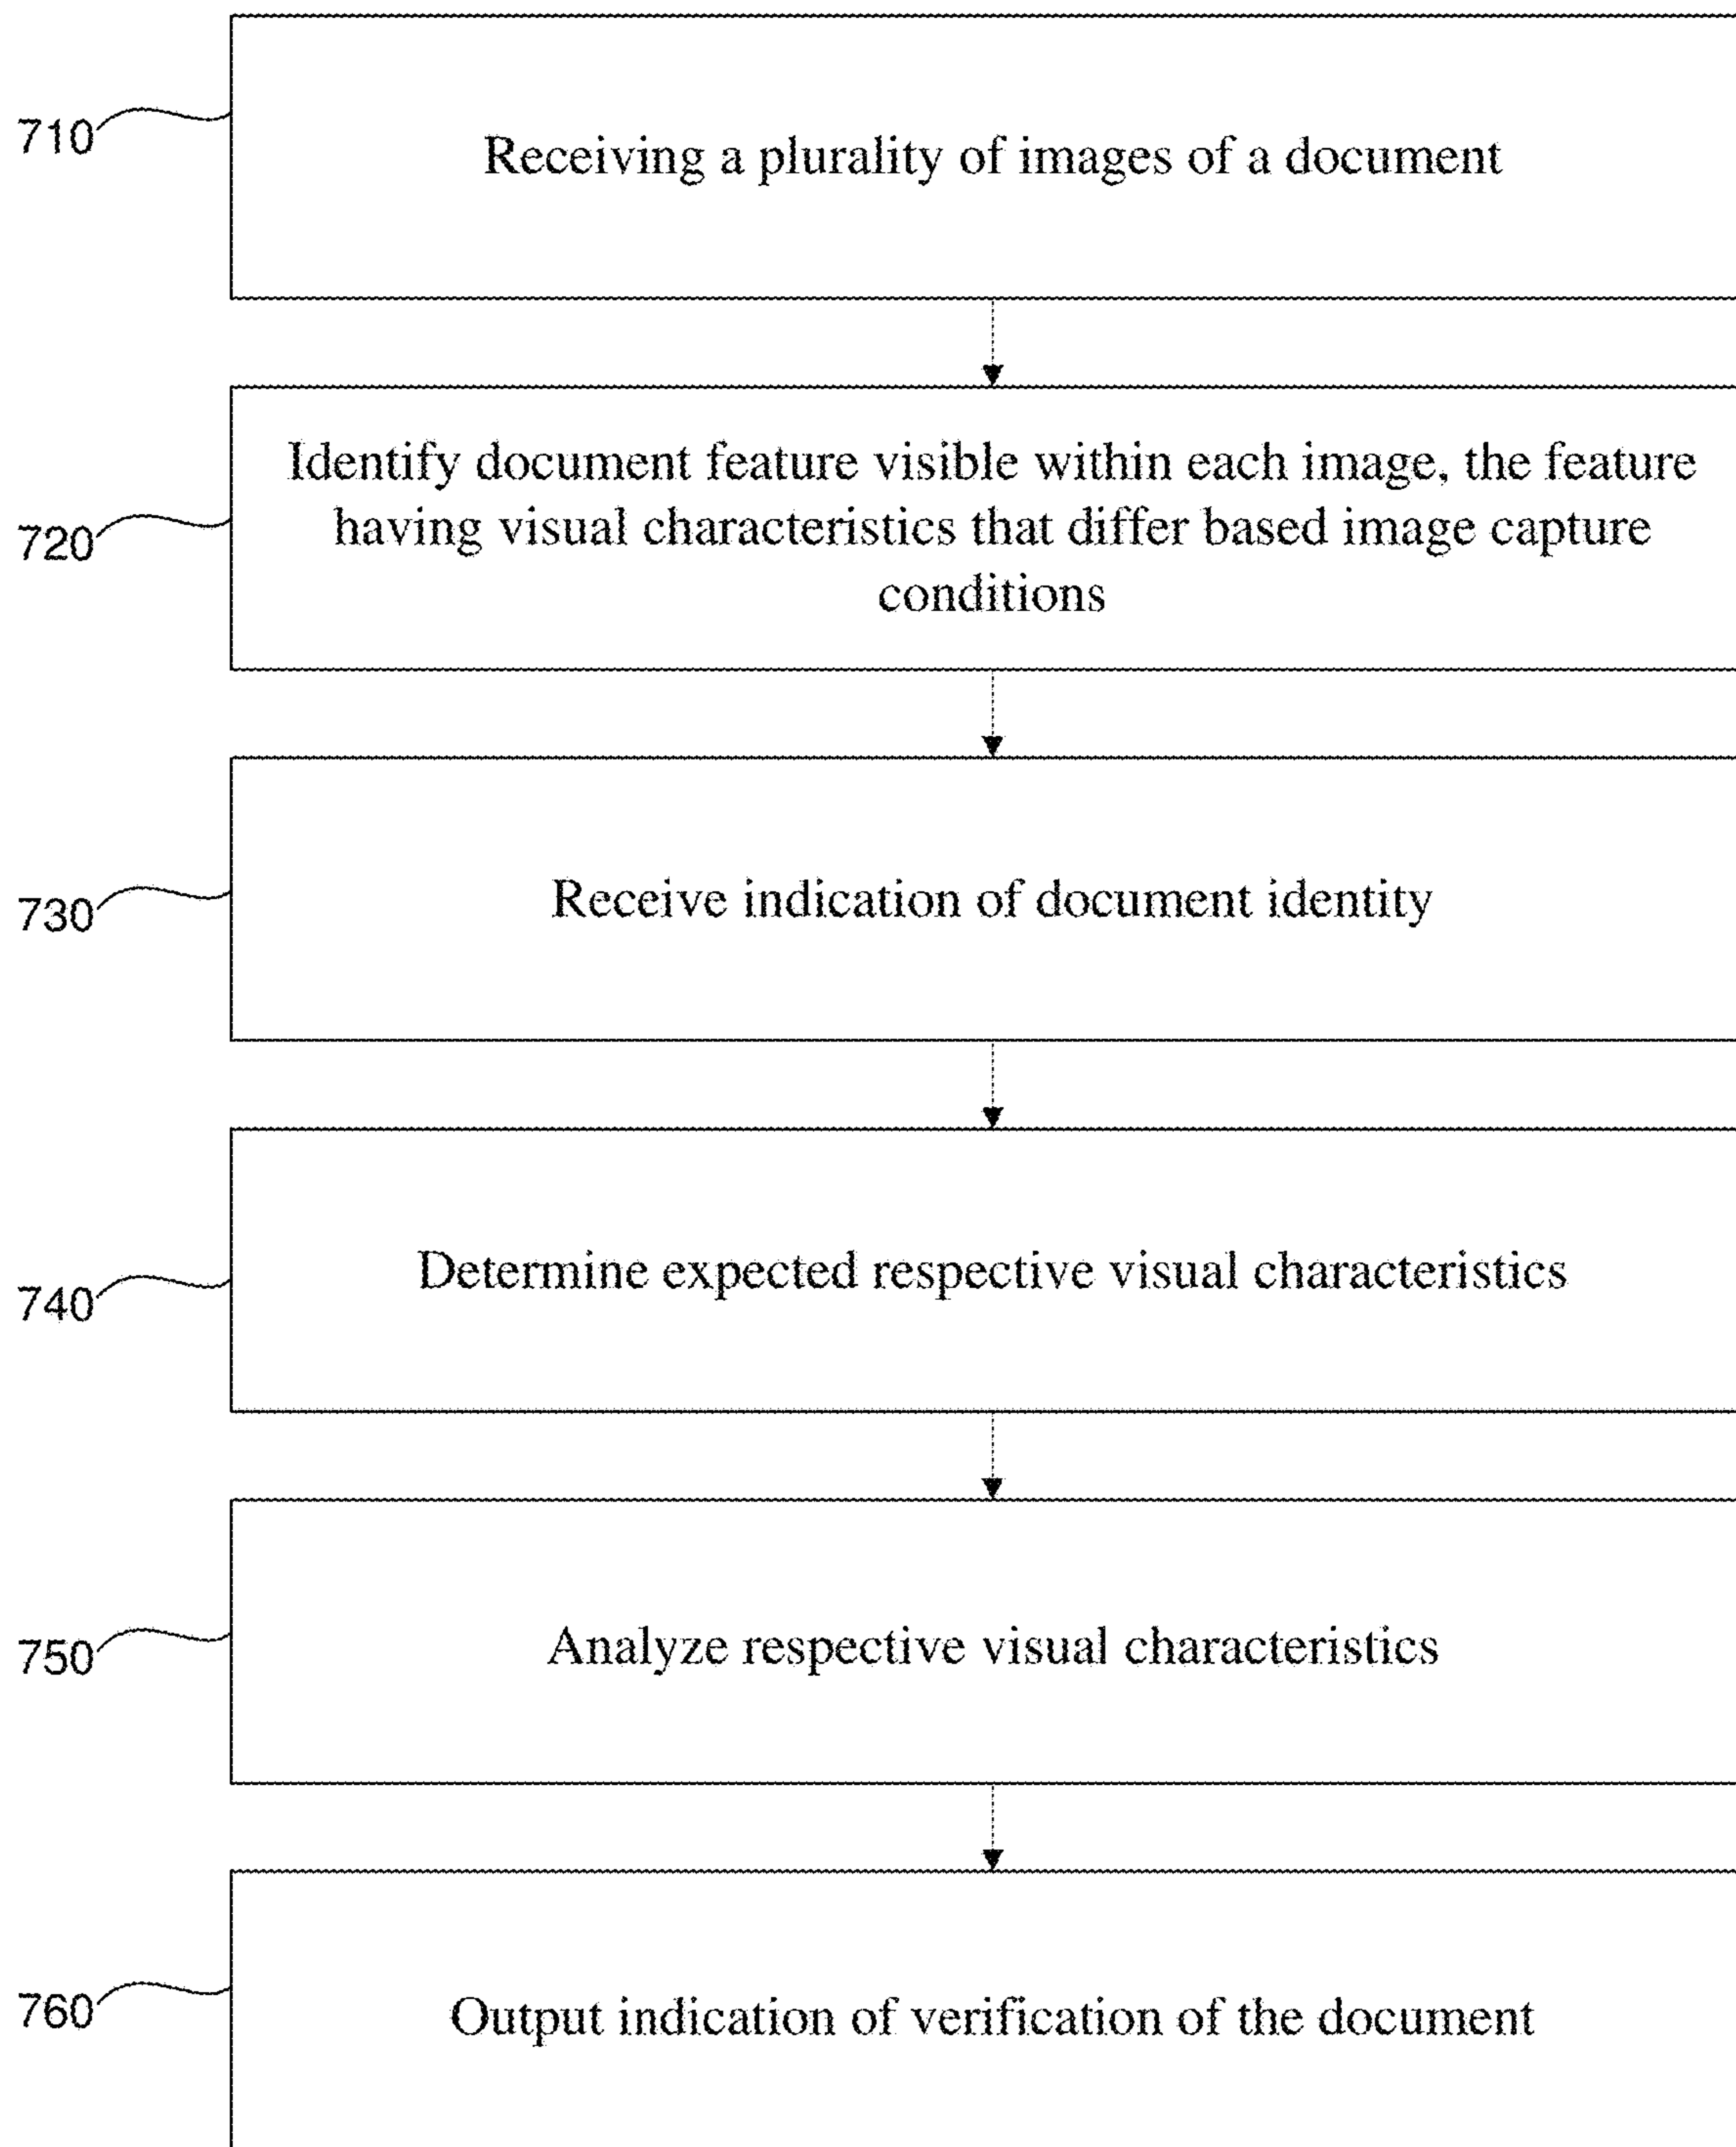 710
Receiving a plurality of images of a document
720
Identify document feature visible within each image, the feature
having visual characteristics that differ based image capture
conditions
730
Receive indication of document identity
740
Determine expected respective visual characteristics
750
Analyze respective visual characteristics
760
Output indication of verification of the document